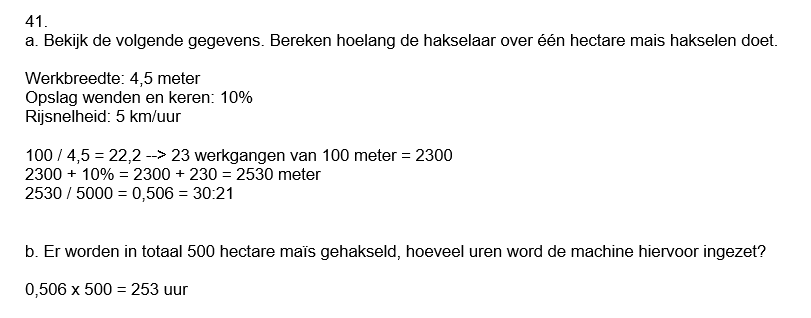 41.
a. Bekijk de volgende gegevens. Bereken hoelang de hakselaar over één hectare mais hakselen doet.
Werkbreedte: 4,5 meter
Opslag wenden en keren: 10%
Rijsnelheid: 5 km/uur
100 / 4,5 = 22,2 --> 23 werkgangen van 100 meter = 2300
2300 + 10% = 2300 + 230 = 2530 meter
2530 / 5000 = 0,506 = 30:21
b. Er worden in totaal 500 hectare maïs gehakseld, hoeveel uren word de machine hiervoor ingezet?
0,506 x 500 = 253 uur